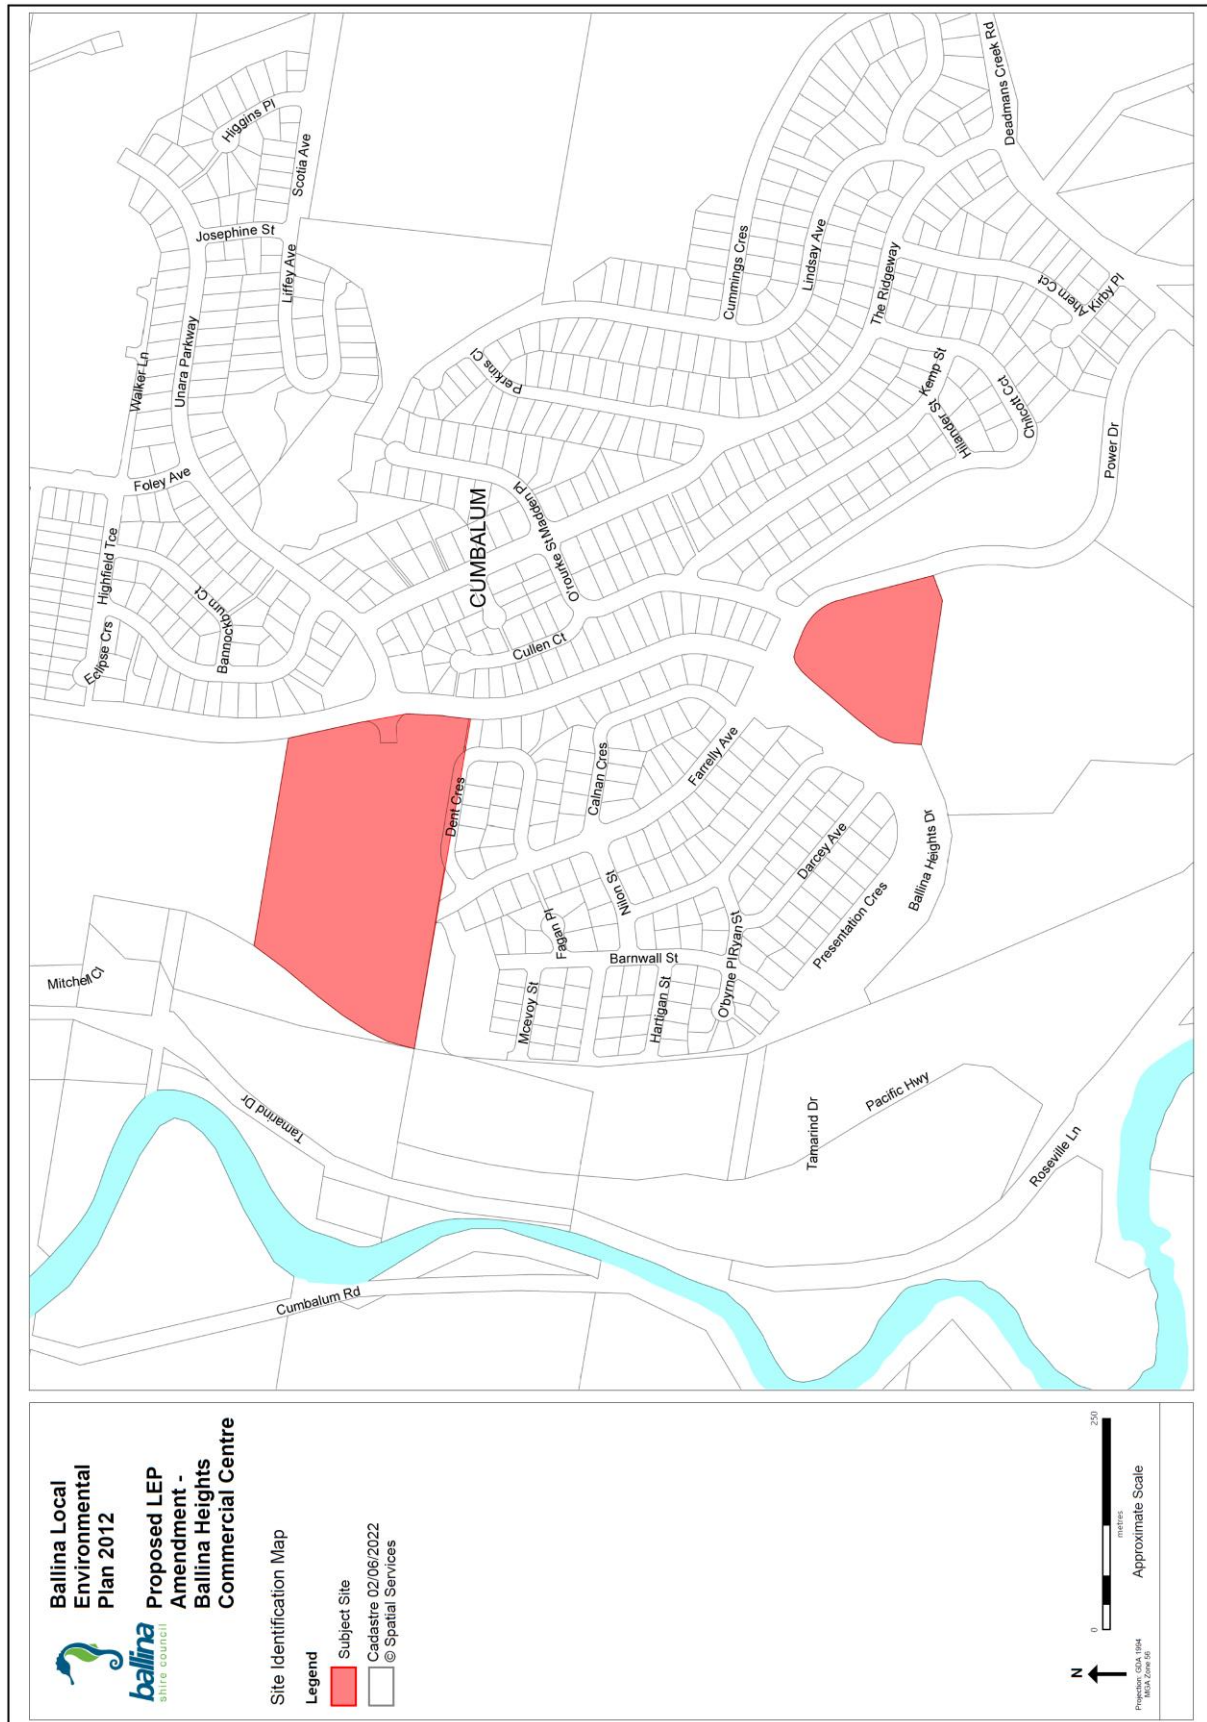 Higgins Pl
Scotia Ave
Josephine St
Liffey Ave
Walker Ln
Unara Parkway
Foley Ave
Highfield Tce
Bannockburn Ct
Eclipse Crs
Deadmans Creek Rd
Cummings Cres
Lindsay Ave
The Ridgeway
Ahern Cct
Kirby Pl
Perkins Cl
Kemp St
Hilander St
Chilcott Cct
Power Dr
Madden Pl
O'rourke St
CUMBALUM
Cullen Ct
Dent Cres
Calnan Cres
Farrelly Ave
Darcey Ave
Ballina Heights Dr
Presentation Cres
Nilon St
Fagan Pl
Barnwall St
Ryan St
O'byrne Pl
Mcevoy St
Hartigan St
Mitchell Cl
Tamarind Dr
Tamarind Dr
Pacific Hwy
Roseville Ln
Cumbalum Rd
ballina
shire council
Ballina Local
Environmental
Plan 2012
Proposed LEP
Amendment -
Ballina Heights
Commercial Centre
Site Identification Map
Legend
Subject Site
Cadastre 02/06/2022
© Spatial Services
N
Projection: GDA 1994
MGA Zone 56
0
250
metres
Approximate Scale